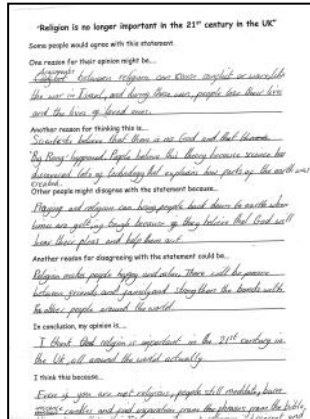 "Religion is no longer important in the 21st century in the UK"
Some people would agree with this statement.
One reason for their opinion might be....
Arguments
between religions can cause conflict or wars like
the war in Israel, and during these wars, people lose their lives
and the lives of loved ones.
Another reason for thinking this is....
Scientists believe that there is no God and that the
'Big Bang' happened. People believe this theory because science has
discovered lots of technology that explains how parts of the earth was
created.
Other people might disagree with the statement because...
Praying and religion can bring people back down to earth when
times are getting tough because if they believe that God will
hear their pleas and help them out.
Another reason for disagreeing with the statement could be...
Religion makes people happy and when There will be peace
between friends and family and strengthen the bonds with
the other people around the world.
In conclusion, my opinion is....
I think that religion is important in the 21st century in
the UK, all around the world actually.
I think this because...
Even if you are not religious, people still meditate, burn
incense candles and find inspiration from the phrases from the bible,